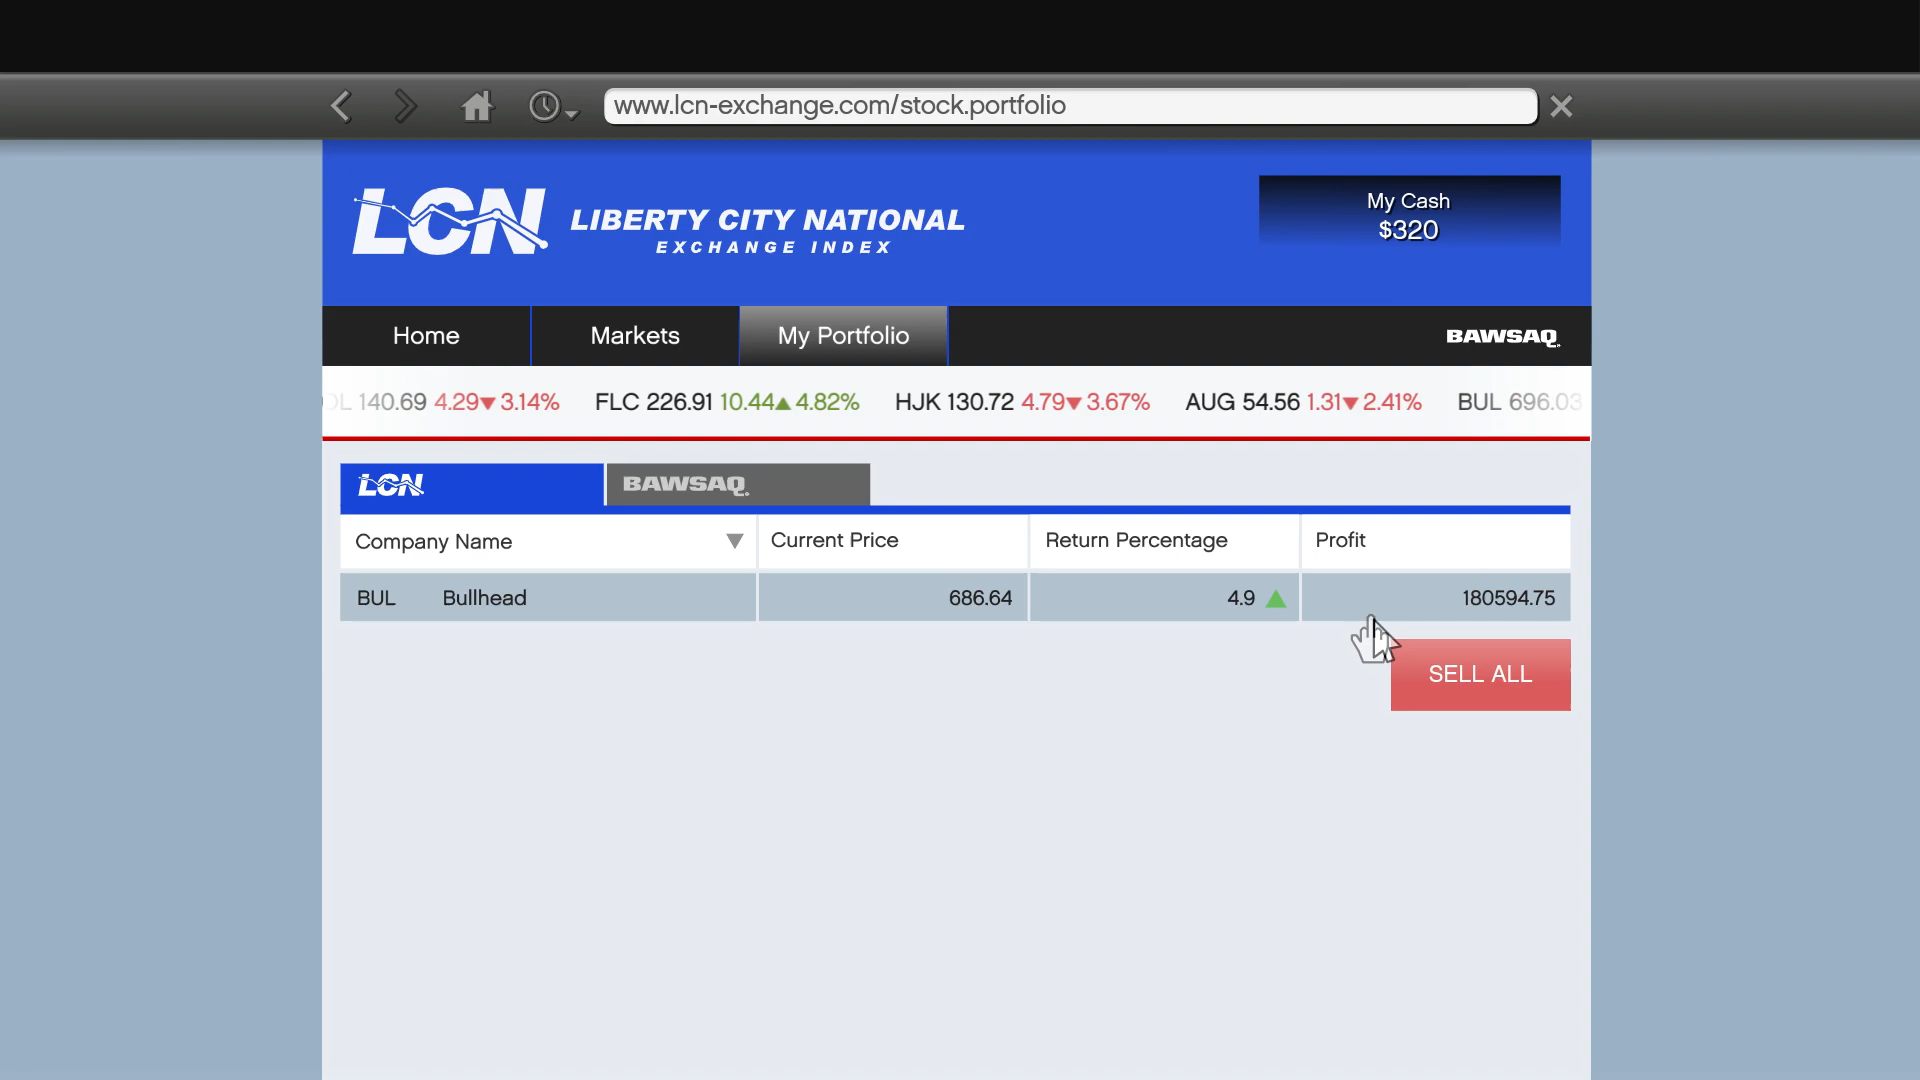 www.lcn-exchange.com/stock.portfolio
LCN
LIBERTY CITY NATIONAL
EXCHANGE INDEX
My Cash
$320
Home
Markets
My Portfolio
BAWSAQ
OL 140.69 4.29▼3.14% FLC 226.91 10.44▲4.82% HJK 130.72 4.79▼3.67% AUG 54.56 1.31▼2.41% BUL 696.03
LCN
BAWSAQ
Company Name ▼ Current Price Return Percentage Profit
BUL Bullhead 686.64 4.9 ▲ 180594.75
SELL ALL